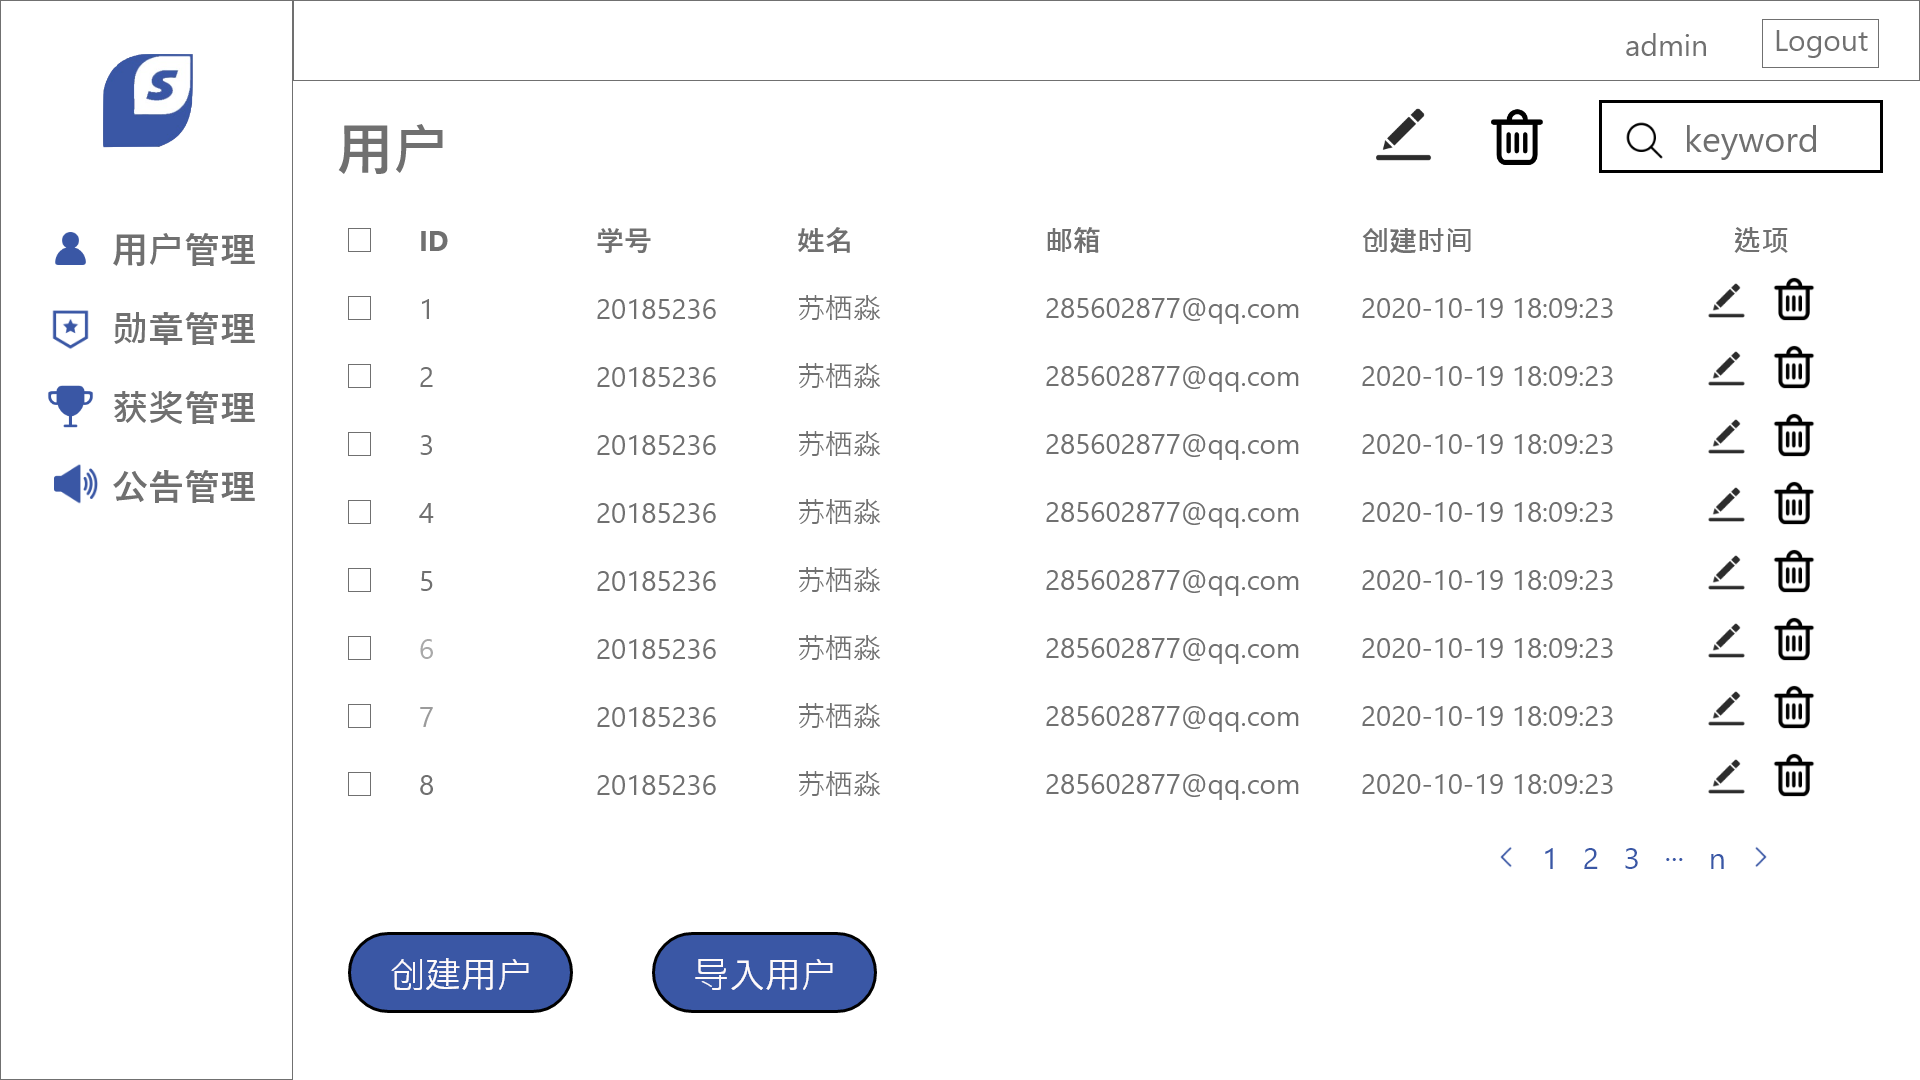 S
admin Logout
用户管理
勋章管理
获奖管理
公告管理
用户
keyword
ID 学号 姓名 邮箱 创建时间 选项
1 20185236 苏栖淼 285602877@qq.com 2020-10-19 18:09:23
2 20185236 苏栖淼 285602877@qq.com 2020-10-19 18:09:23
3 20185236 苏栖淼 285602877@qq.com 2020-10-19 18:09:23
4 20185236 苏栖淼 285602877@qq.com 2020-10-19 18:09:23
5 20185236 苏栖淼 285602877@qq.com 2020-10-19 18:09:23
6 20185236 苏栖淼 285602877@qq.com 2020-10-19 18:09:23
7 20185236 苏栖淼 285602877@qq.com 2020-10-19 18:09:23
8 20185236 苏栖淼 285602877@qq.com 2020-10-19 18:09:23
1 2 3 ··· n
创建用户 导入用户